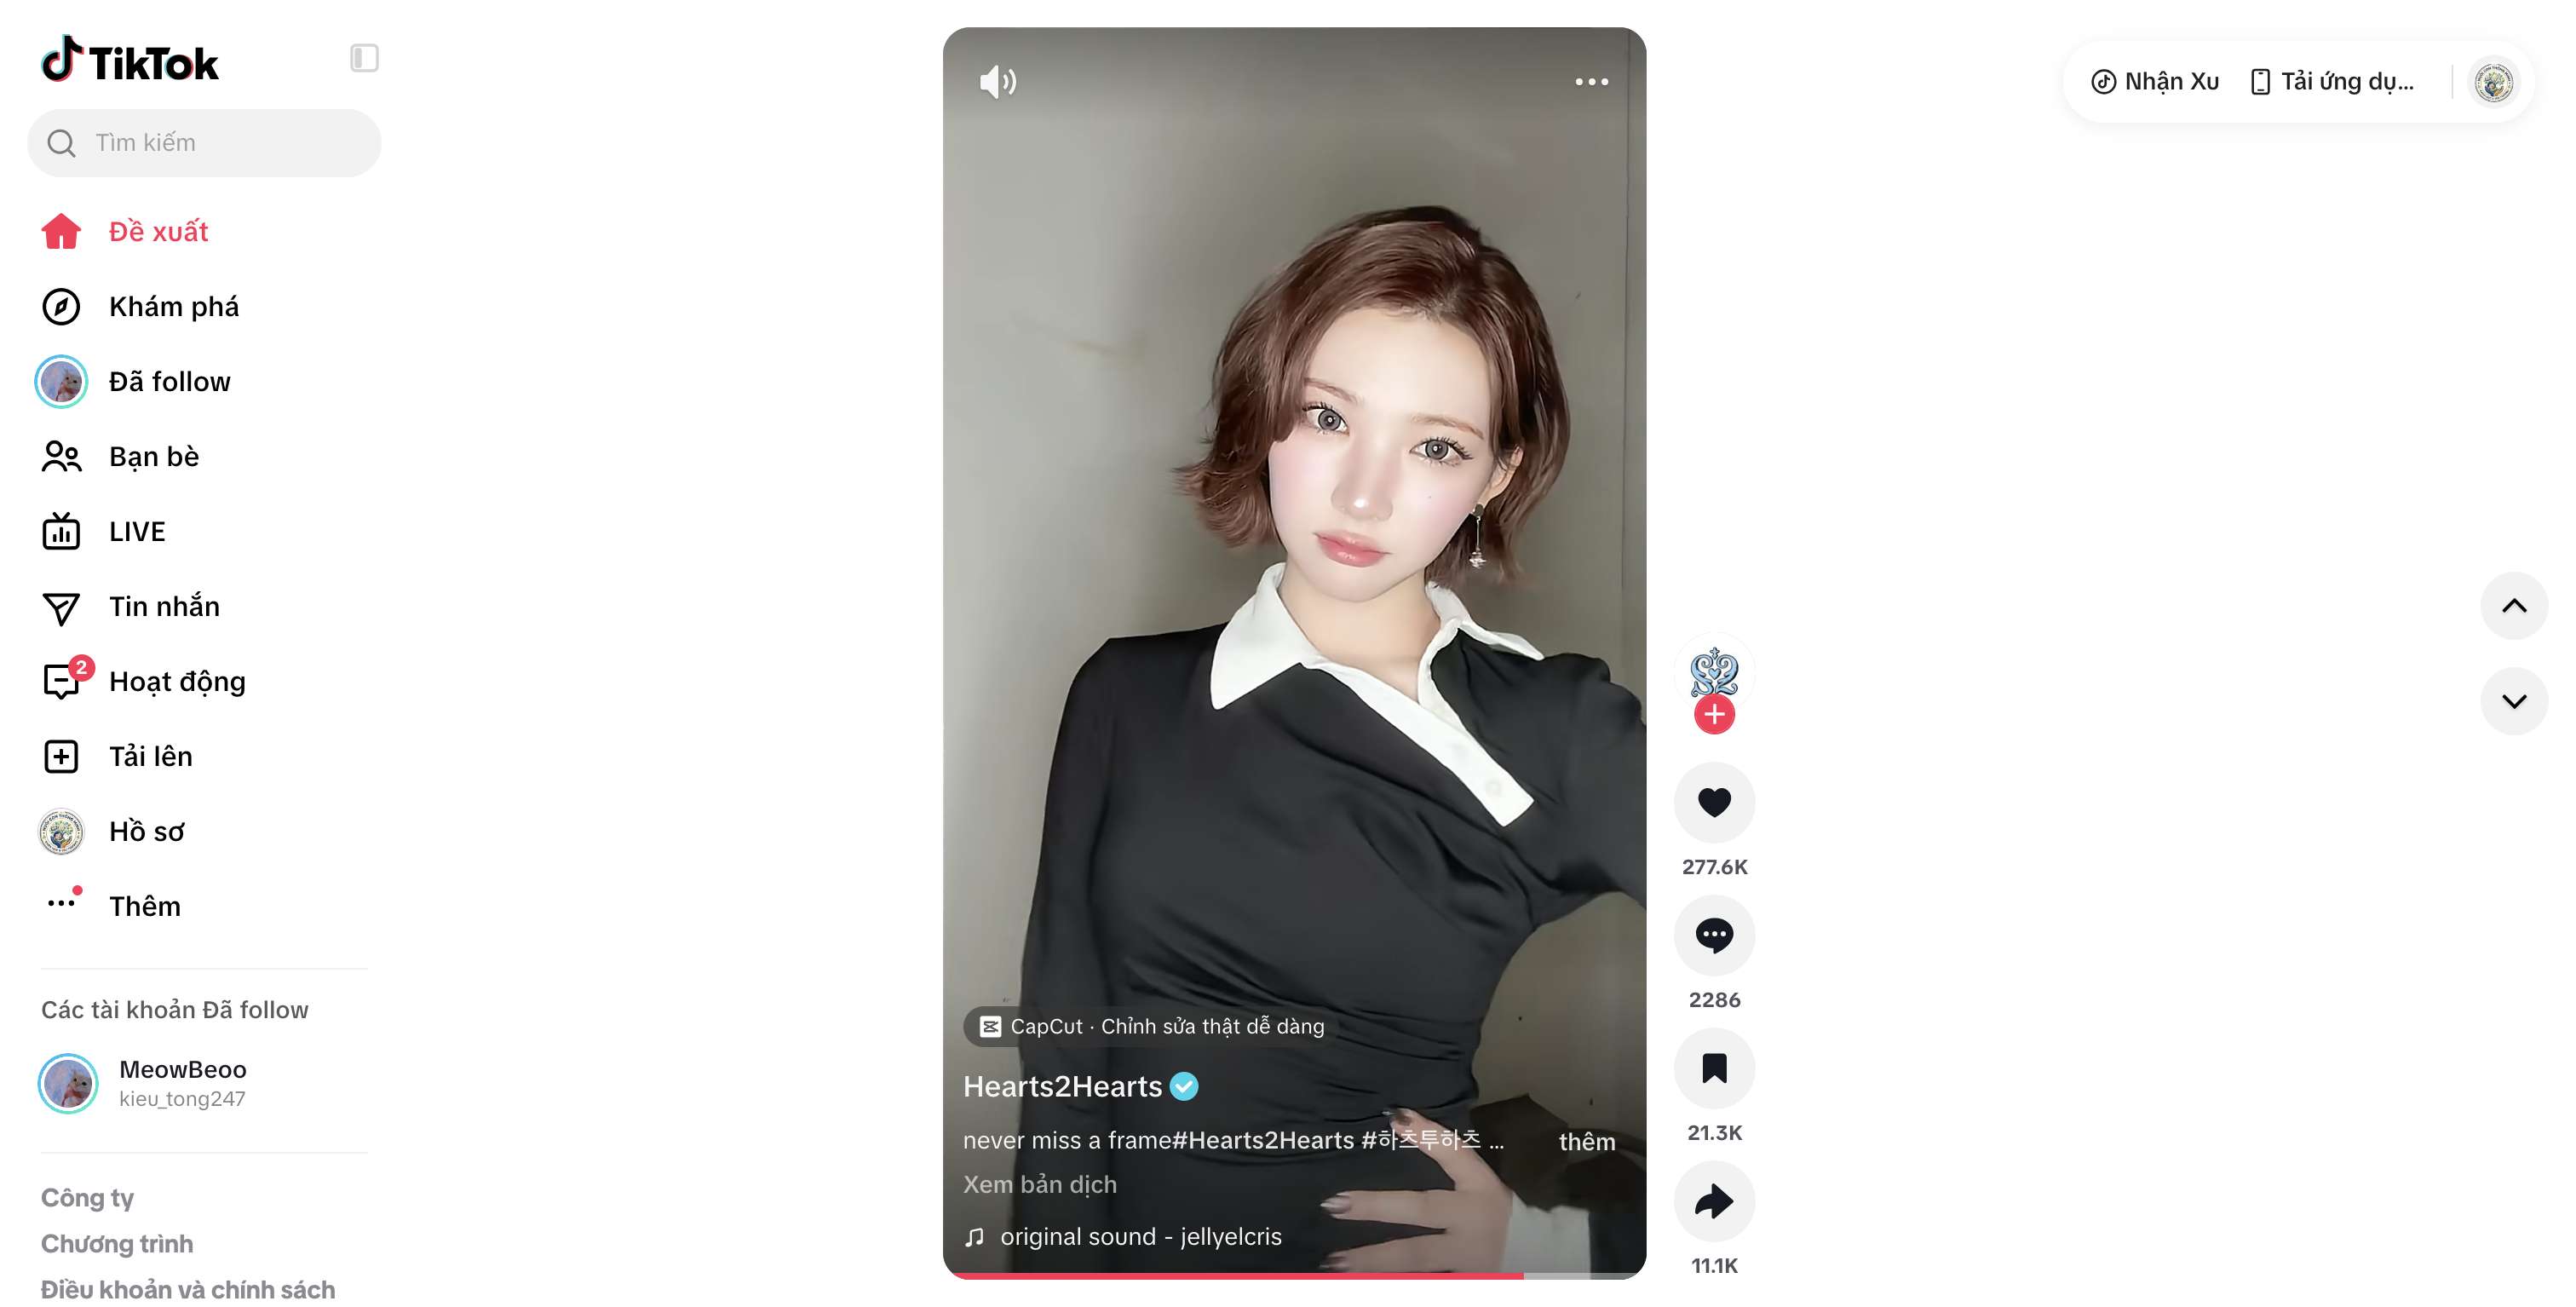 TikTok
Tìm kiếm
Đề xuất
Khám phá
Đã follow
Bạn bè
LIVE
Tin nhắn
2
Hoạt động
Tải lên
Hồ sơ
Thêm
Các tài khoản Đã follow
MeowBeoo
kieu_tong247
Công ty
Chương trình
Điều khoản và chính sách
CapCut · Chỉnh sửa thật dễ dàng
Hearts2Hearts
never miss a frame#Hearts2Hearts #하츠투하츠 ... thêm
Xem bản dịch
original sound - jellyelcris
277.6K
2286
21.3K
11.1K
Nhận Xu
Tải ứng dụ...